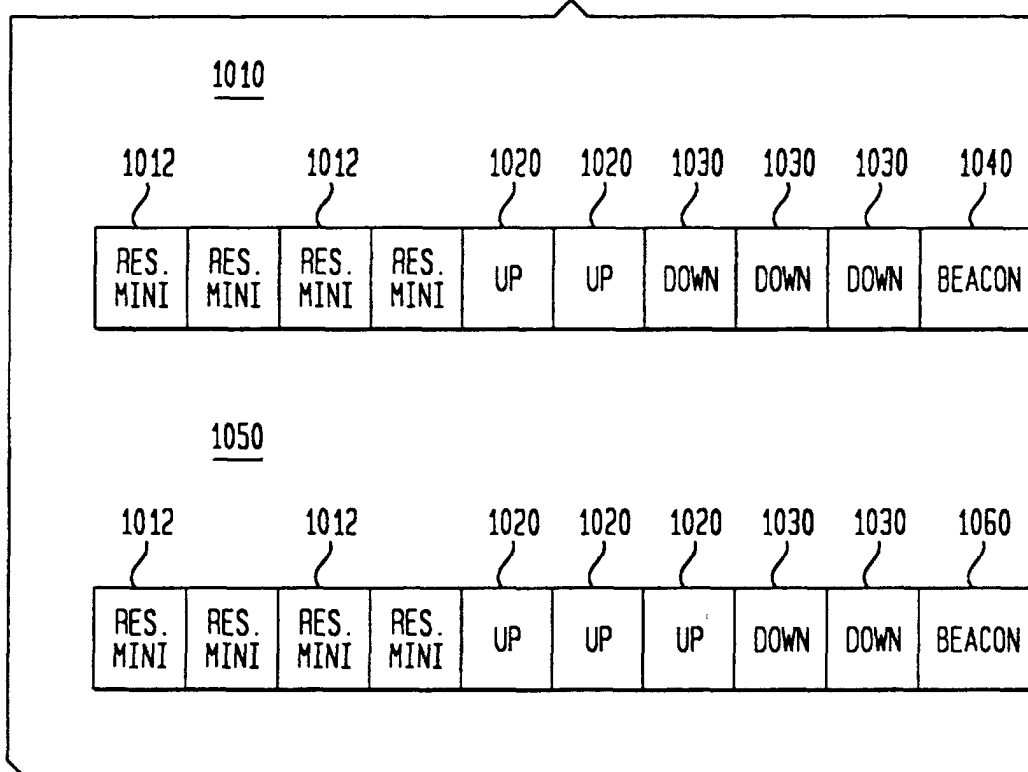 1010
1012 1012 1020 1020 1030 1030 1030 1040
RES. RES. RES. RES. UP UP DOWN DOWN DOWN BEACON
MINI MINI MINI MINI
1050
1012 1012 1020 1020 1020 1030 1030 1060
RES. RES. RES. RES. UP UP UP DOWN DOWN BEACON
MINI MINI MINI MINI